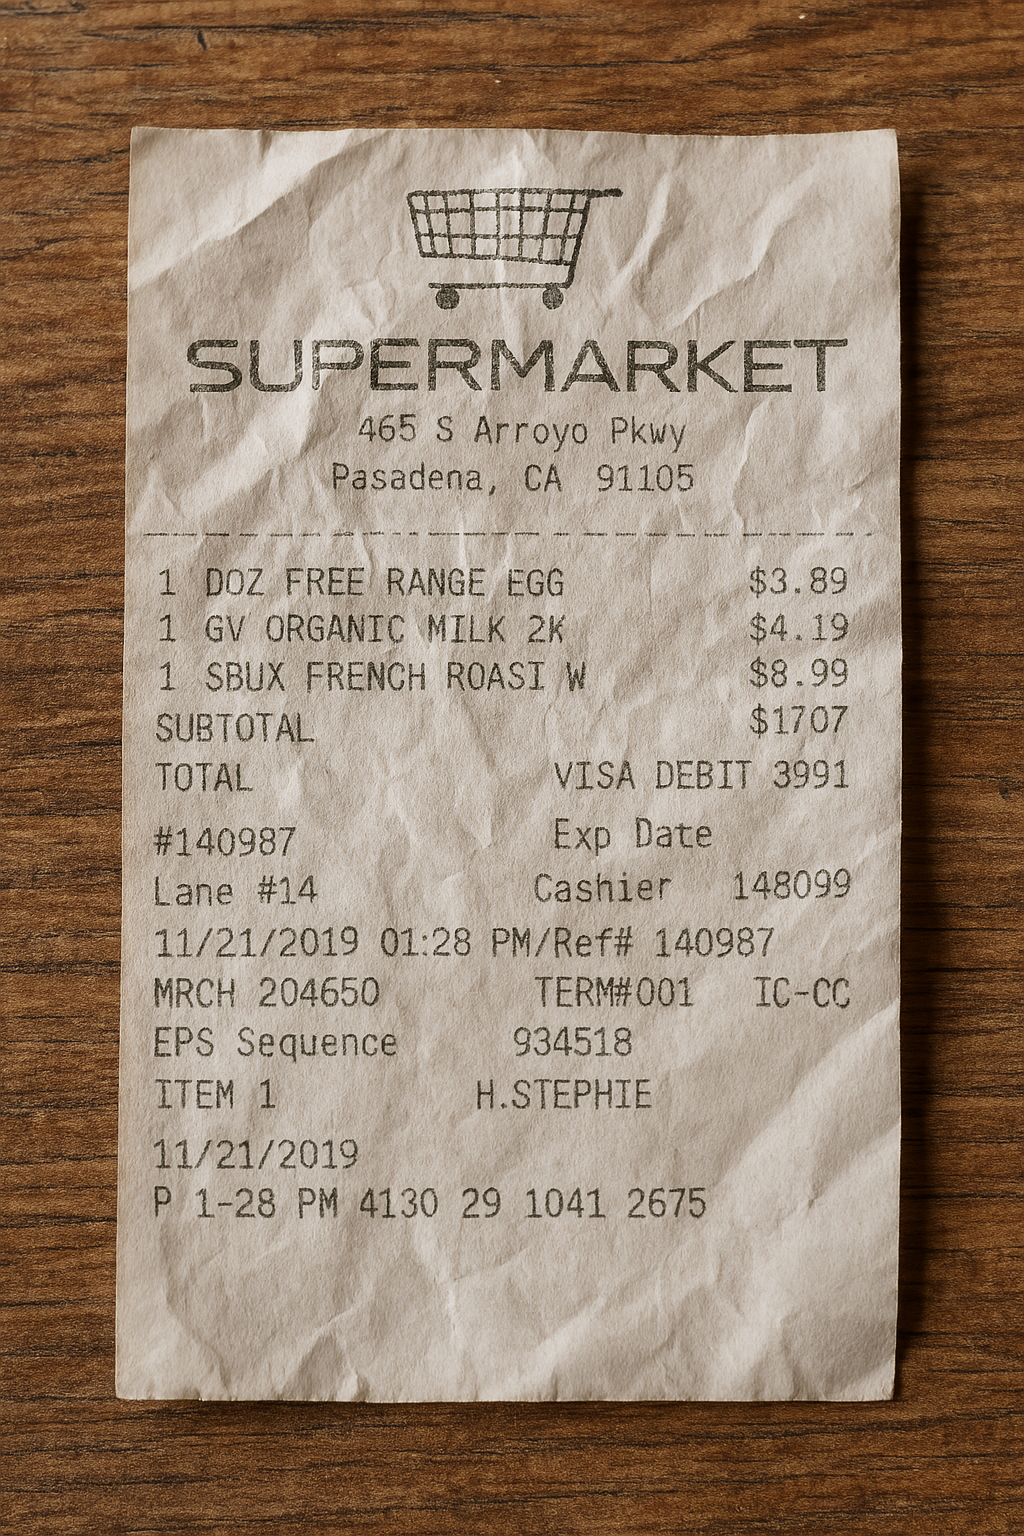 SUPERMARKET
465 S Arroyo Pkwy
Pasadena, CA 91105
1 DOZ FREE RANGE EGG $3.89
1 GV ORGANIC MILK 2K $4.19
1 SBUX FRENCH ROASI W $8.99
SUBTOTAL $1707
TOTAL VISA DEBIT 3991
#140987 Exp Date
Lane #14 Cashier 148099
11/21/2019 01:28 PM/Ref# 140987
MRCH 204650 TERM#001 IC-CC
EPS Sequence 934518
ITEM 1 H.STEPHIE
11/21/2019
P 1-28 PM 4130 29 1041 2675